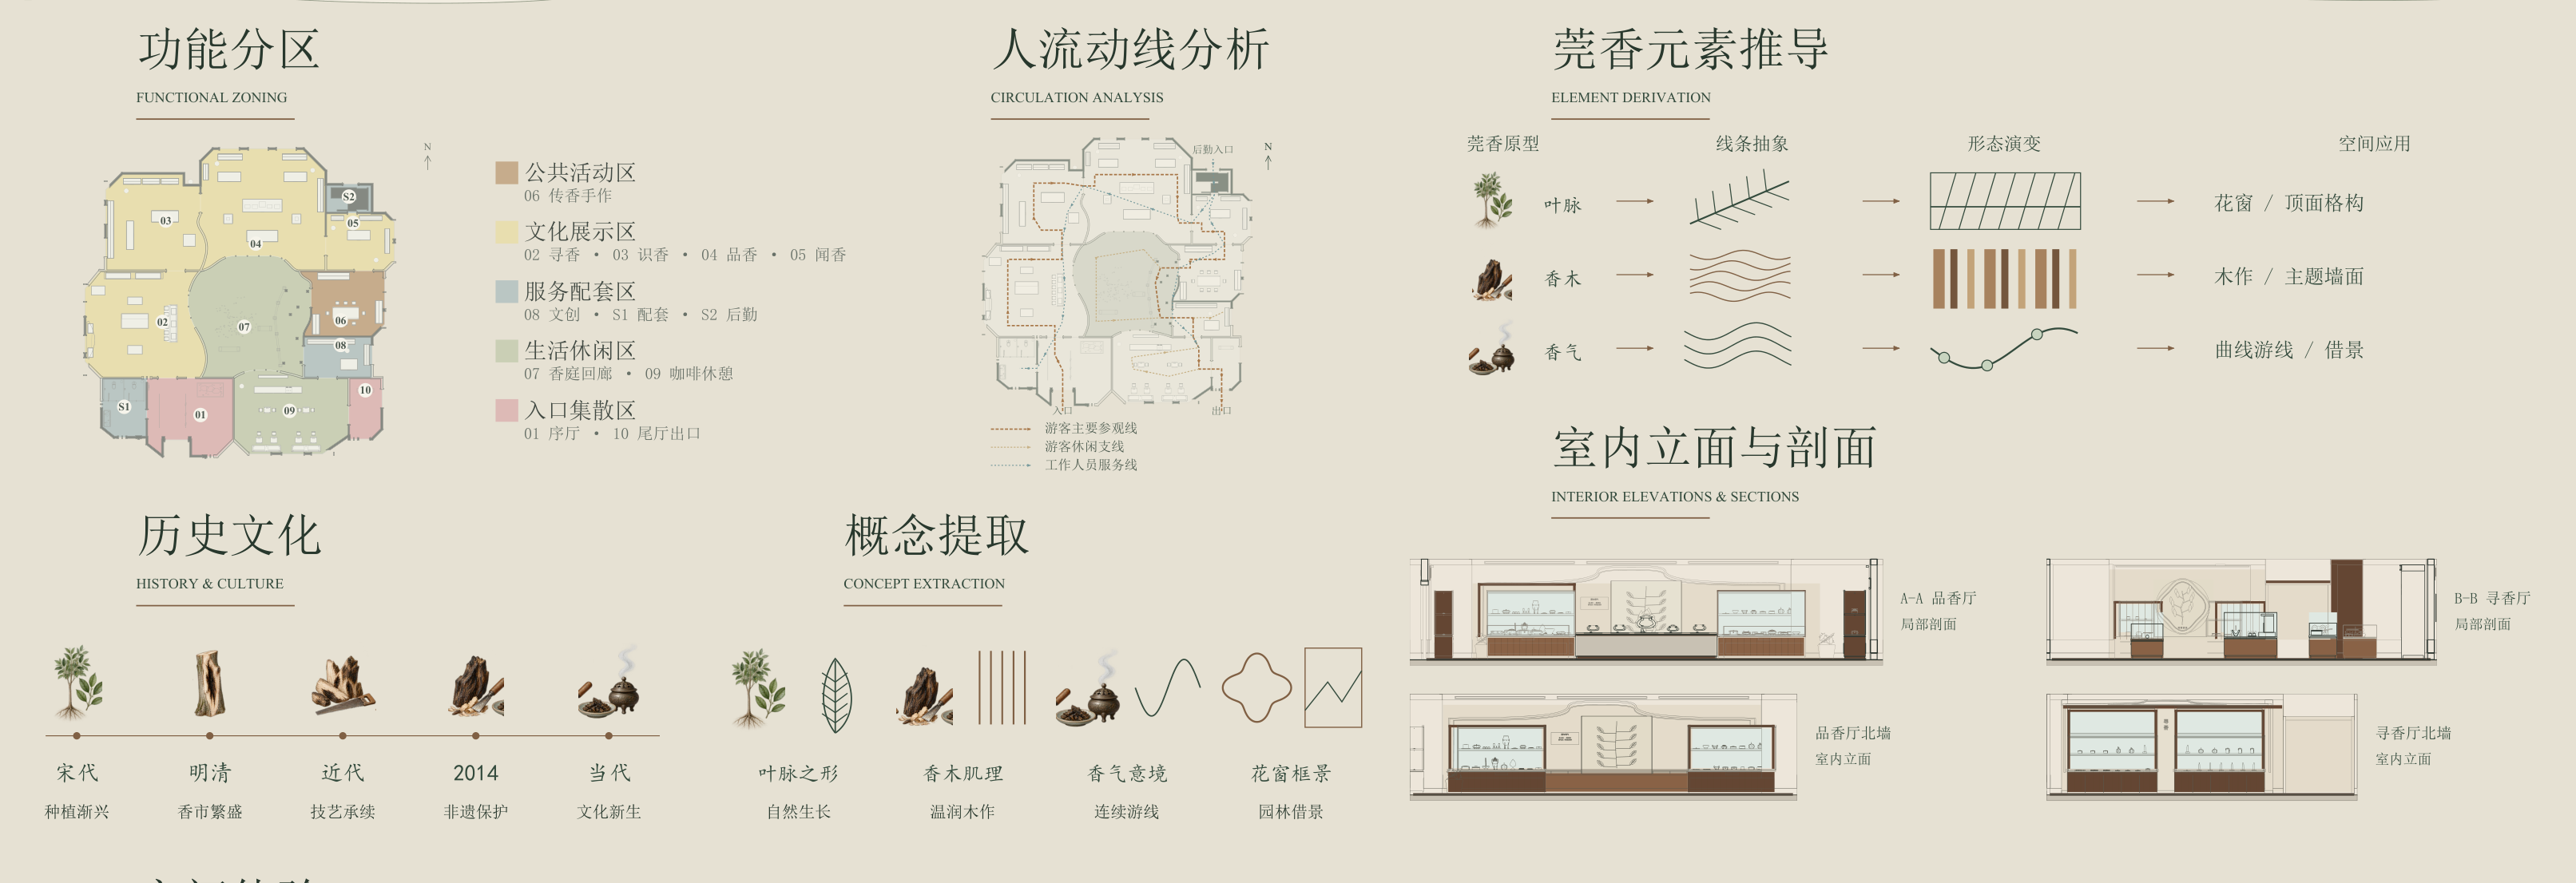 功能分区
FUNCTIONAL ZONING
N
S2
03
05
04
02
07
06
08
10
S1
01
09
公共活动区
06 传香手作
文化展示区
02 寻香 • 03 识香 • 04 品香 • 05 闻香
服务配套区
08 文创 • S1 配套 • S2 后勤
生活休闲区
07 香庭回廊 • 09 咖啡休憩
入口集散区
01 序厅 • 10 尾厅出口
人流动线分析
CIRCULATION ANALYSIS
后勤入口
N
入口
出口
游客主要参观线
游客休闲支线
工作人员服务线
莞香元素推导
ELEMENT DERIVATION
莞香原型 线条抽象 形态演变 空间应用
叶脉 花窗 / 顶面格构
香木 木作 / 主题墙面
香气 曲线游线 / 借景
历史文化
HISTORY & CULTURE
宋代 明清 近代 2014 当代
种植渐兴 香市繁盛 技艺承续 非遗保护 文化新生
概念提取
CONCEPT EXTRACTION
叶脉之形 香木肌理 香气意境 花窗框景
自然生长 温润木作 连续游线 园林借景
室内立面与剖面
INTERIOR ELEVATIONS & SECTIONS
A-A 品香厅
局部剖面
B-B 寻香厅
局部剖面
品香厅北墙
室内立面
寻香厅北墙
室内立面